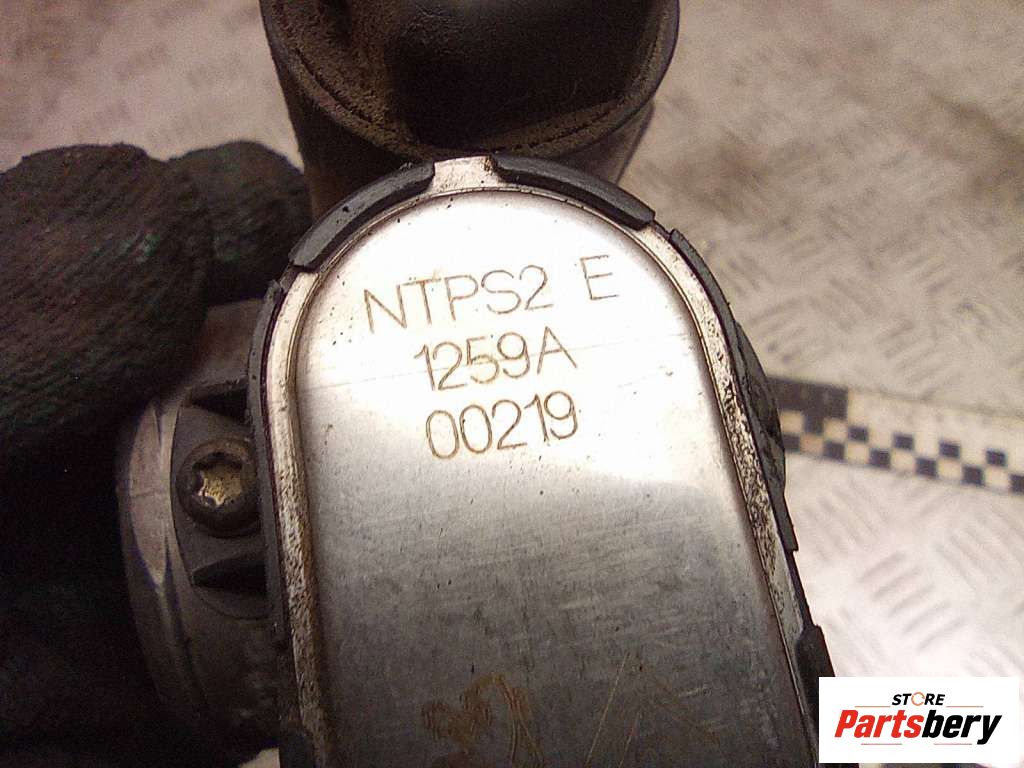 NTPS2 E
1259A
00219
STORE
Partsbery